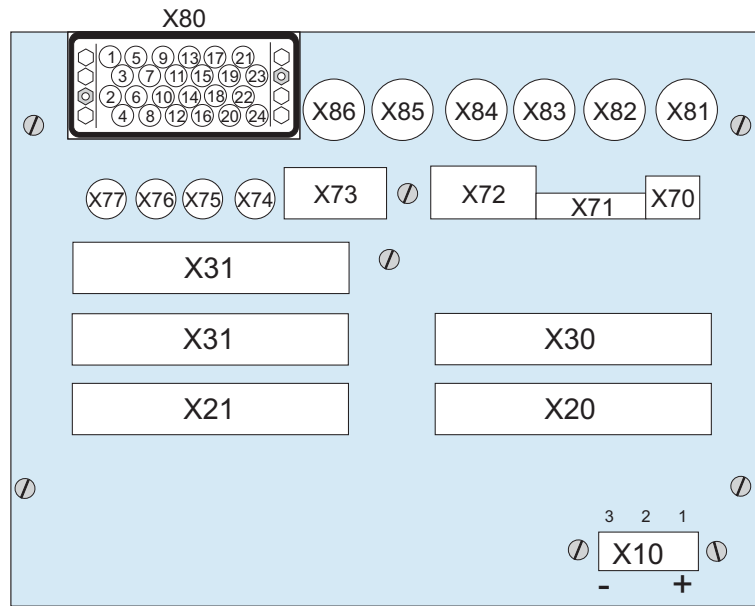 X80
1 5 9 13 17 21
3 7 11 15 19 23
2 6 10 14 18 22
4 8 12 16 20 24
X86 X85 X84 X83 X82 X81
X77 X76 X75 X74 X73 X72 X71 X70
X31
X31 X30
X21 X20
3 2 1
X10
- +